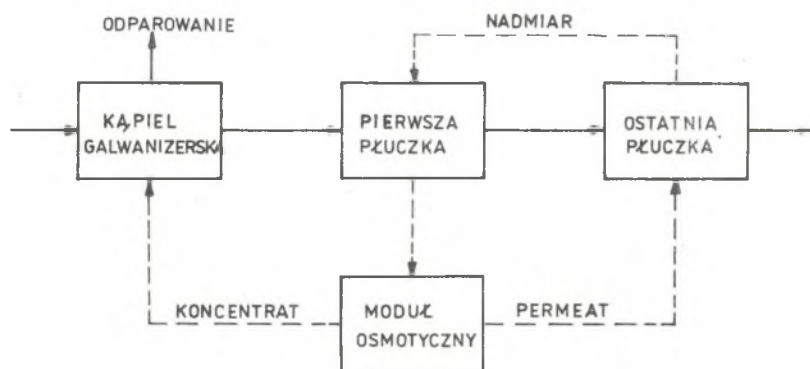 ODPAROWANIE
NADMIAR
KĄPIEL
GALWANIZERSKA
PIERWSZA
PŁUCZKA
OSTATNIA
PŁUCZKA
KONCENTRAT
MODUŁ
OSMOTYCZNY
PERMEAT